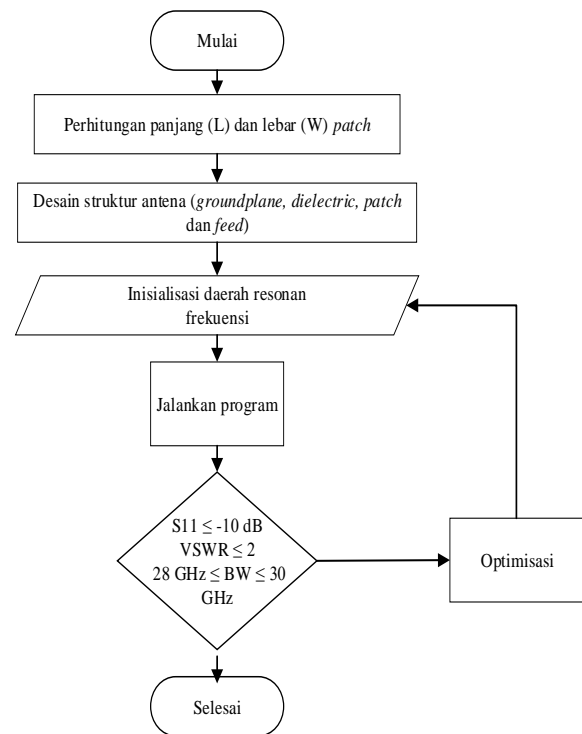 Mulai
Perhitungan panjang (L) dan lebar (W) patch
Desain struktur antena (groundplane, dielectric, patch
dan feed)
Inisialisasi daerah resonan
frekuensi
Jalankan program
S11 ≤ -10 dB
VSWR ≤ 2
28 GHz ≤ BW ≤ 30
GHz
Optimisasi
Selesai